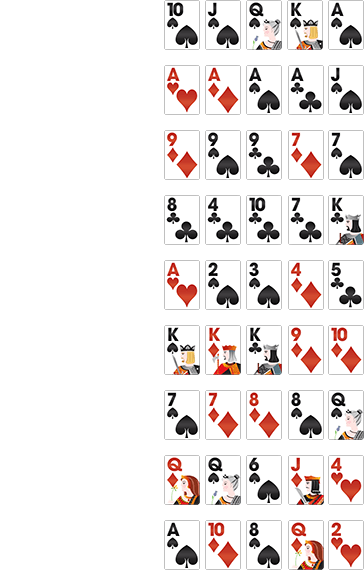 10 J Q K A
A A A A J
9 9 9 7 7
8 4 10 7 K
A 2 3 4 5
K K K 9 10
7 7 8 8 Q
Q Q 6 J 4
A 10 8 Q 2